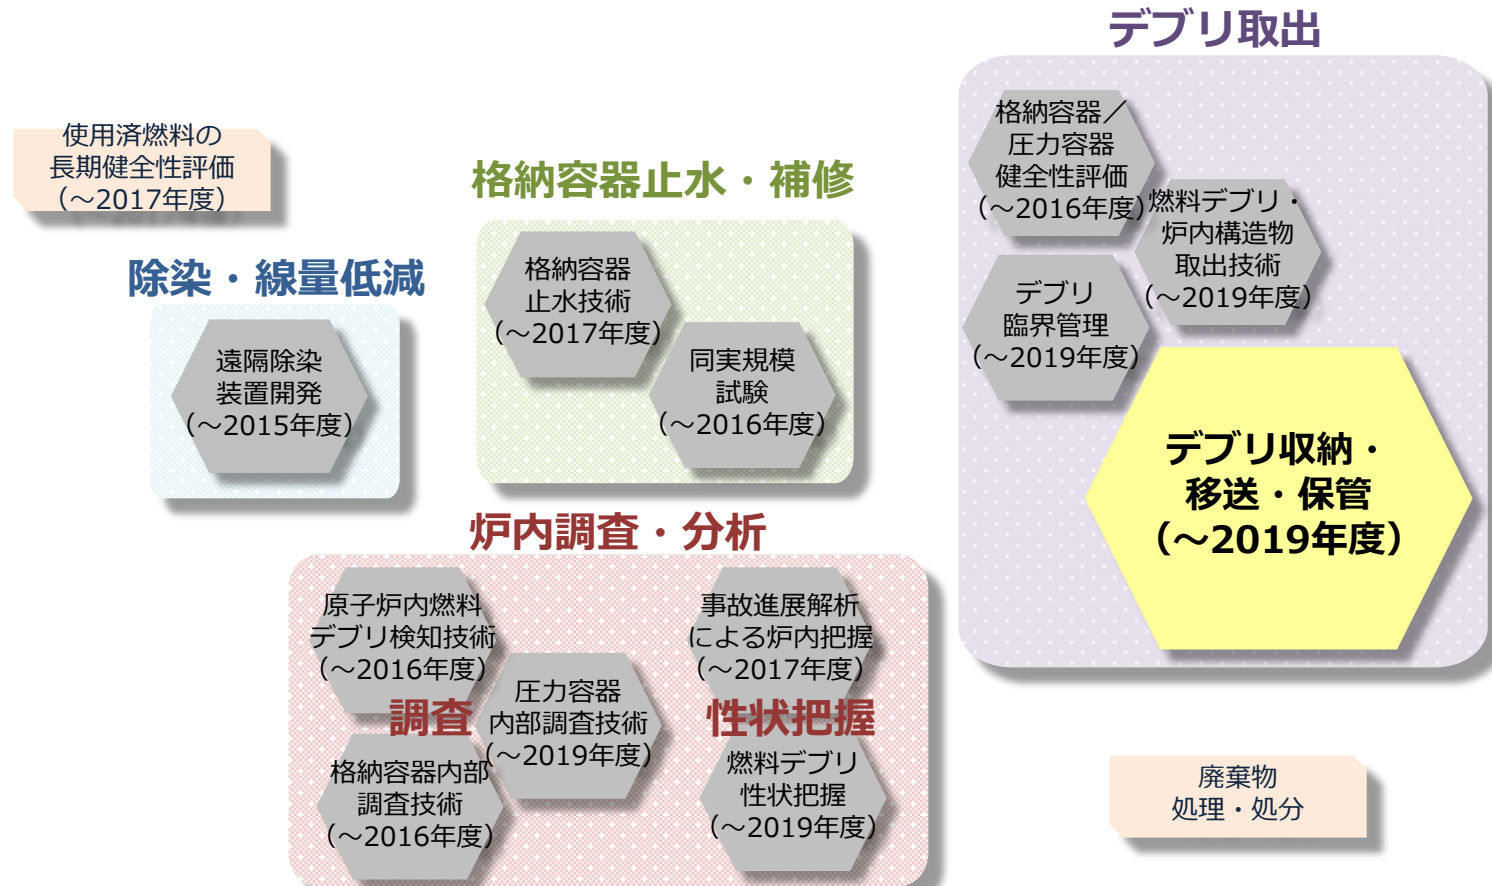 デブリ取出
使用済燃料の
長期健全性評価
（～2017年度）
格納容器止水・補修
格納容器／
圧力容器
健全性評価
（～2016年度）
燃料デブリ・
炉内構造物
取出技術
（～2019年度）
デブリ
臨界管理
（～2019年度）
デブリ収納・
移送・保管
（～2019年度）
除染・線量低減
遠隔除染
装置開発
（～2015年度）
格納容器
止水技術
（～2017年度）
同実規模
試験
（～2016年度）
炉内調査・分析
原子炉内燃料
デブリ検知技術
（～2016年度）
調査
圧力容器
内部調査技術
（～2019年度）
格納容器内部
調査技術
（～2016年度）
事故進展解析
による炉内把握
（～2017年度）
性状把握
燃料デブリ
性状把握
（～2019年度）
廃棄物
処理・処分